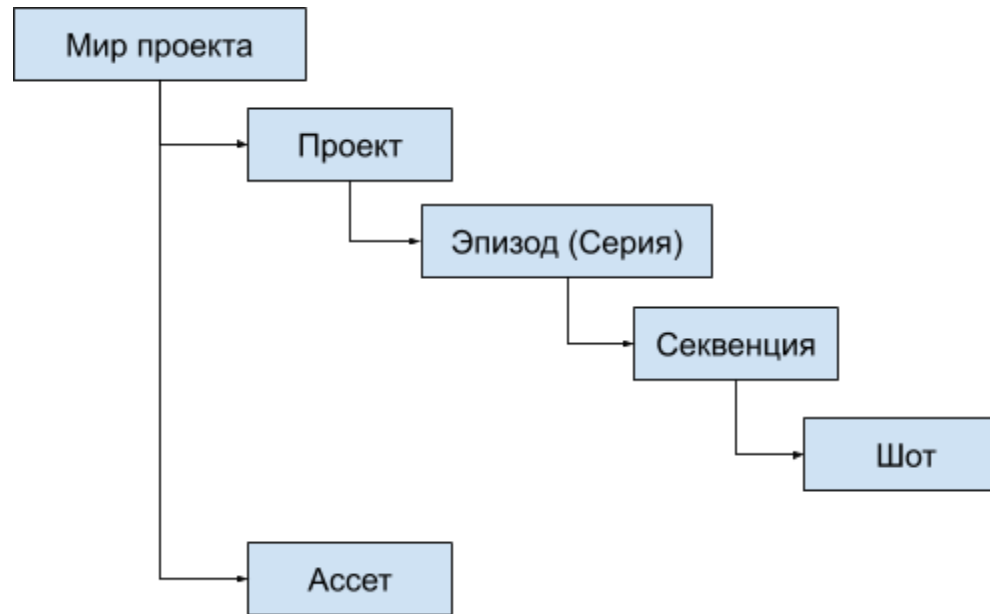 Мир проекта
Проект
Эпизод (Серия)
Секвенция
Шот
Ассет